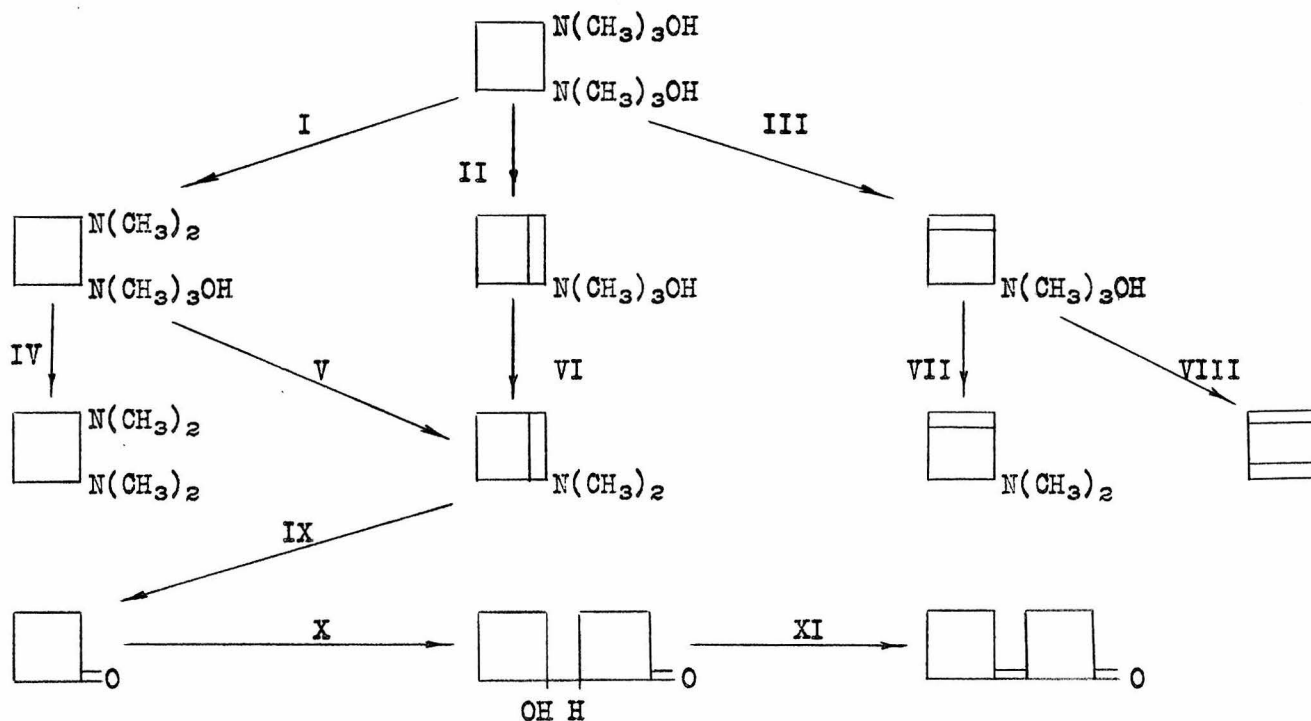 N(CH₃)₃OH
N(CH₃)₃OH
I
II
III
N(CH₃)₂
N(CH₃)₃OH
N(CH₃)₃OH
N(CH₃)₃OH
IV
V
VI
VII
VIII
N(CH₃)₂
N(CH₃)₂
N(CH₃)₂
N(CH₃)₂
IX
X
XI
O
OH H
O
O